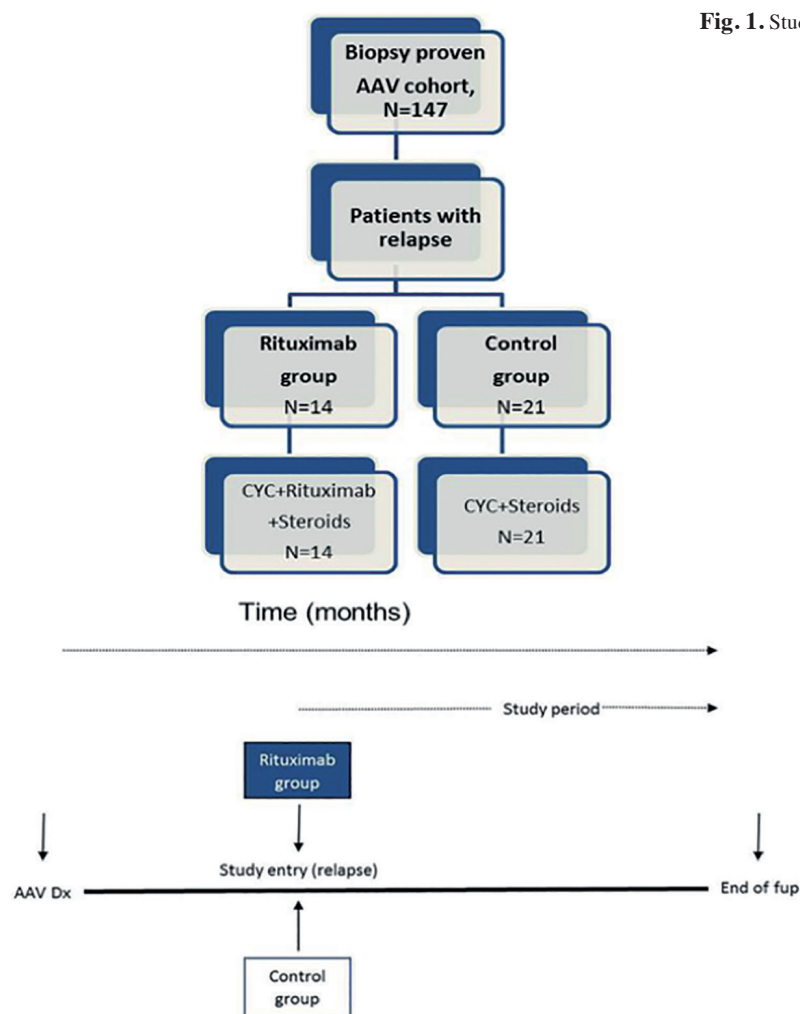 Fig. 1. Stud
Biopsy proven
AAV cohort,
N=147
Patients with
relapse
Rituximab
group
N=14
Control
group
N=21
CYC+Rituximab
+Steroids
N=14
CYC+Steroids
N=21
Time (months)
Study period
Rituximab
group
Study entry (relapse)
AAV Dx
End of fup
Control
group